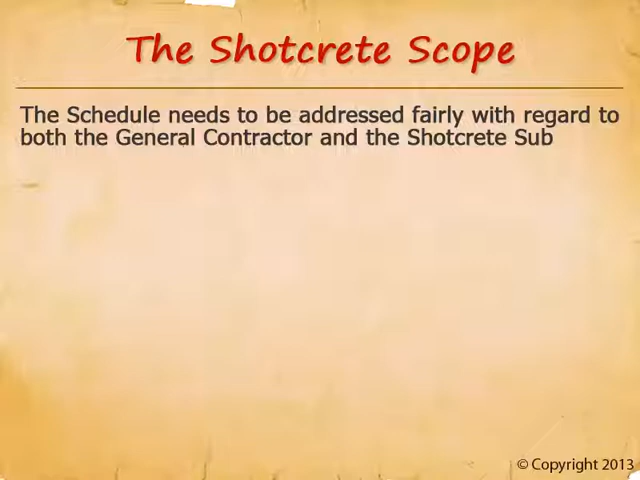 The Shotcrete Scope
The Schedule needs to be addressed fairly with regard to
both the General Contractor and the Shotcrete Sub
© Copyright 2013